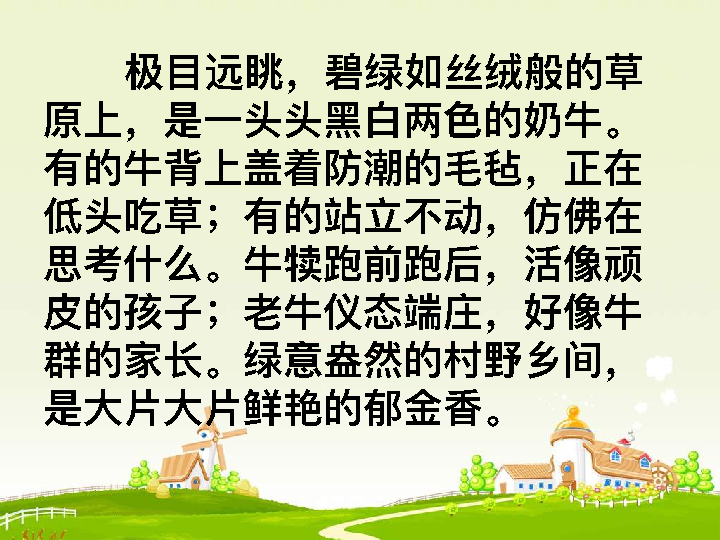 极目远眺，碧绿如丝绒般的草
原上，是一头头黑白两色的奶牛。
有的牛背上盖着防潮的毛毡，正在
低头吃草；有的站立不动，仿佛在
思考什么。牛犊跑前跑后，活像顽
皮的孩子；老牛仪态端庄，好像牛
群的家长。绿意盎然的村野乡间，
是大片大片鲜艳的郁金香。